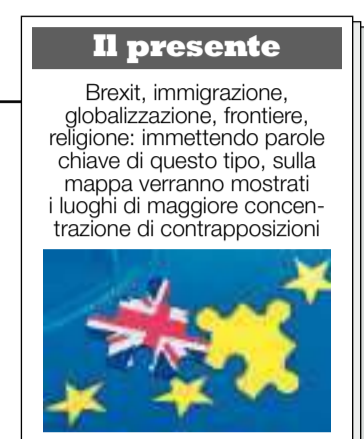 Il presente
Brexit, immigrazione,
globalizzazione, frontiere,
religione: immettendo parole
chiave di questo tipo, sulla
mappa verranno mostrati
i luoghi di maggiore concen-
trazione di contrapposizioni